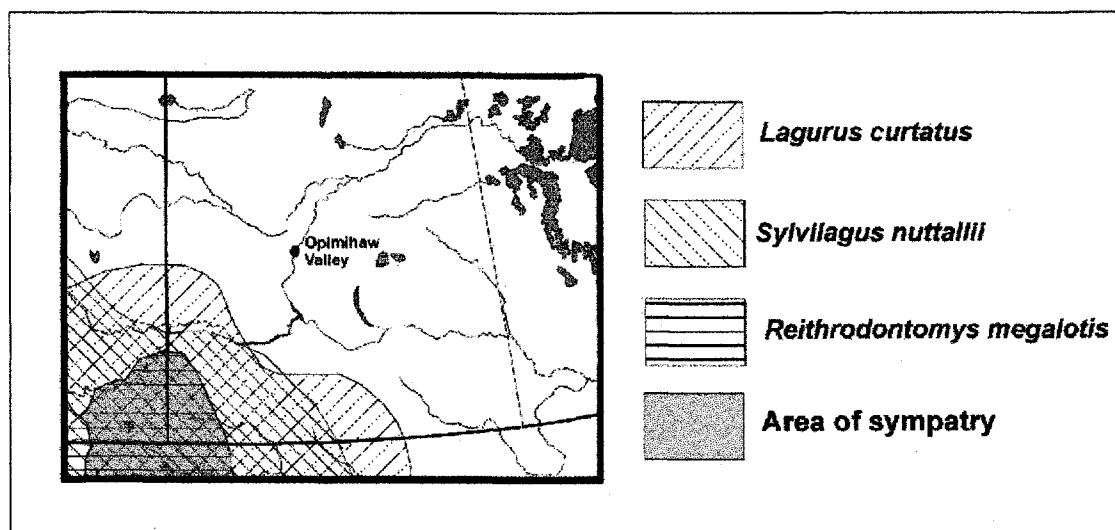 Opimihaw
Valley
Lagurus curtatus
Sylvilagus nuttallii
Reithrodontomys megalotis
Area of sympatry